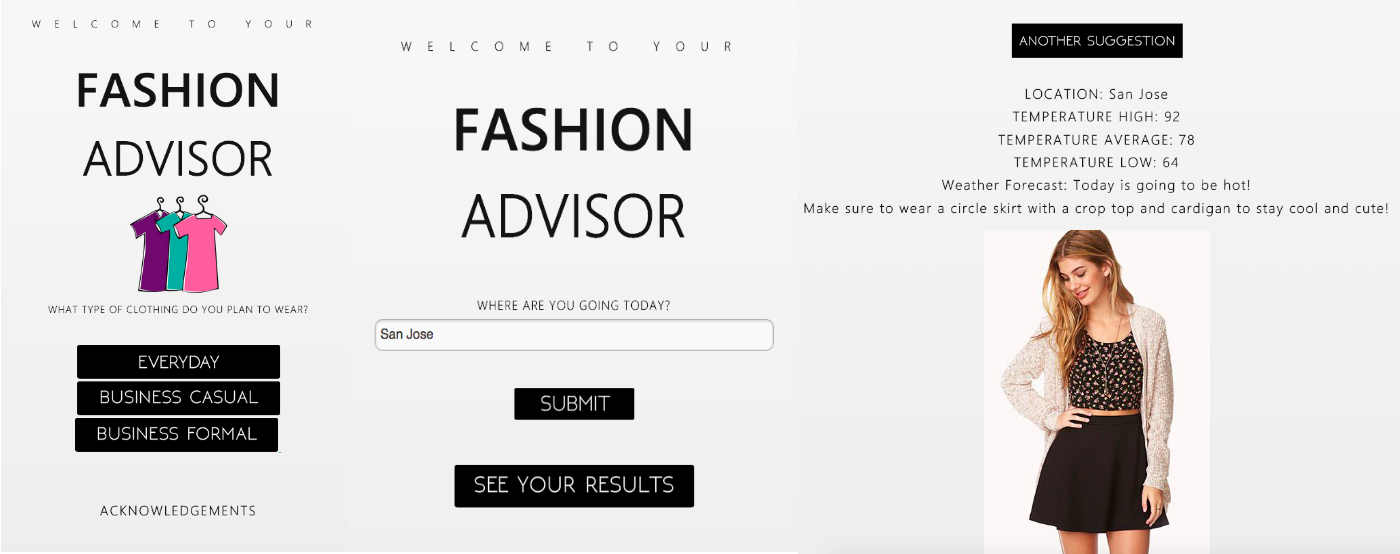 WELCOME TO YOUR
FASHION
ADVISOR
WHAT TYPE OF CLOTHING DO YOU PLAN TO WEAR?
EVERYDAY
BUSINESS CASUAL
BUSINESS FORMAL
ACKNOWLEDGEMENTS
WELCOME TO YOUR
FASHION
ADVISOR
WHERE ARE YOU GOING TODAY?
San Jose
SUBMIT
SEE YOUR RESULTS
ANOTHER SUGGESTION
LOCATION: San Jose
TEMPERATURE HIGH: 92
TEMPERATURE AVERAGE: 78
TEMPERATURE LOW: 64
Weather Forecast: Today is going to be hot!
Make sure to wear a circle skirt with a crop top and cardigan to stay cool and cute!